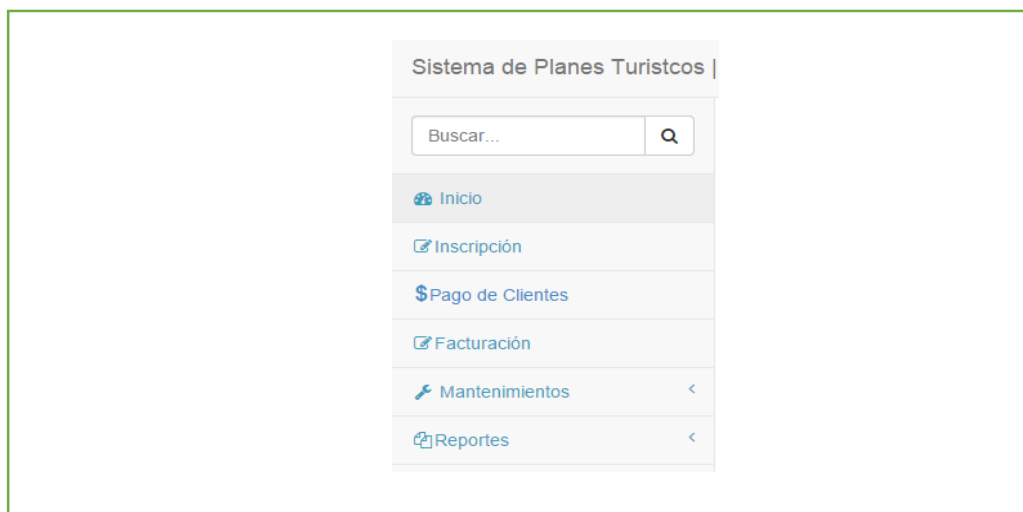 Sistema de Planes Turistcos |
Buscar...
Inicio
Inscripción
$Pago de Clientes
Facturación
Mantenimientos
Reportes